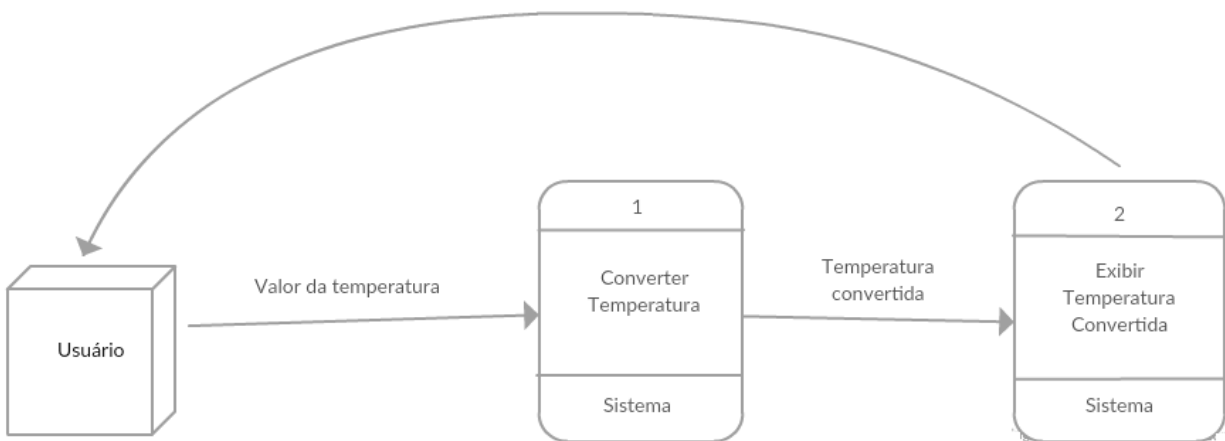 Usuário
Valor da temperatura
1
Converter
Temperatura
Sistema
Temperatura
convertida
2
Exibir
Temperatura
Convertida
Sistema